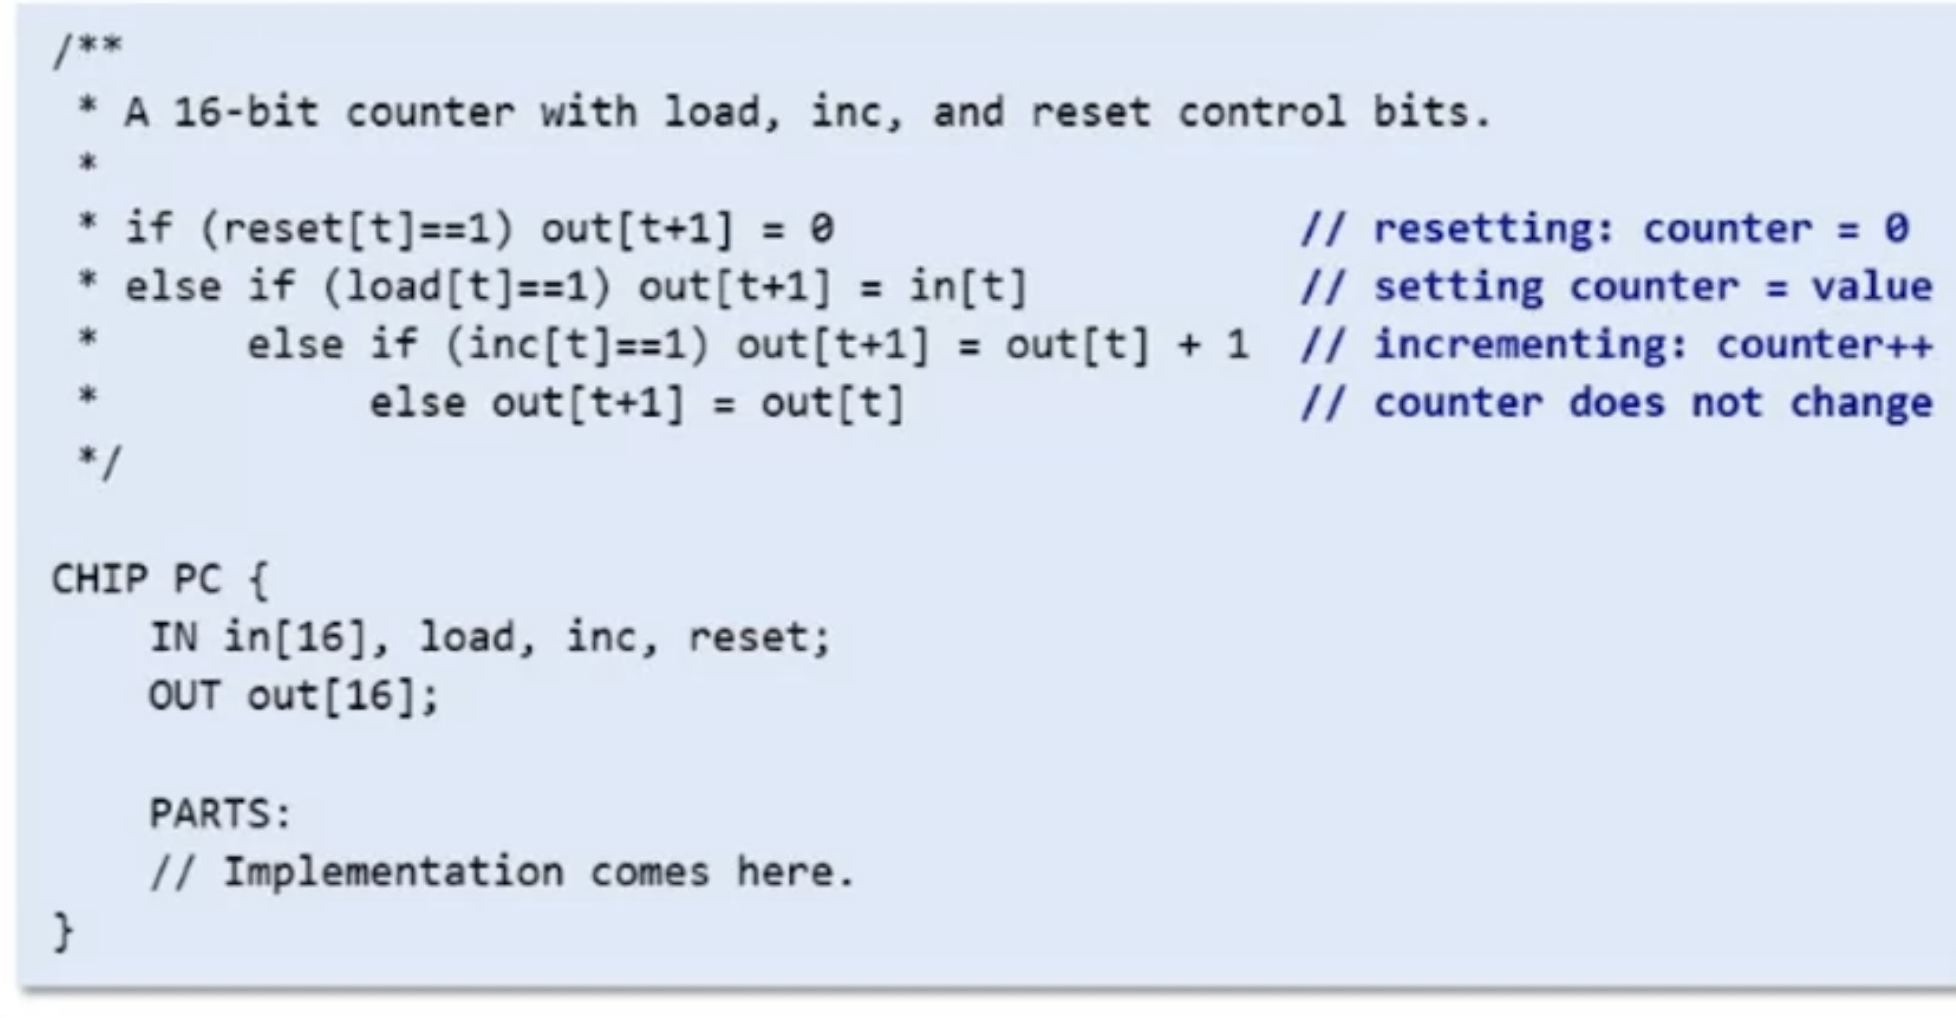 /**
 * A 16-bit counter with load, inc, and reset control bits.
 *
 * if (reset[t]==1) out[t+1] = 0                   // resetting: counter = 0
 * else if (load[t]==1) out[t+1] = in[t]           // setting counter = value
 *      else if (inc[t]==1) out[t+1] = out[t] + 1  // incrementing: counter++
 *           else out[t+1] = out[t]                // counter does not change
 */
CHIP PC {
    IN in[16], load, inc, reset;
    OUT out[16];
    PARTS:
    // Implementation comes here.
}